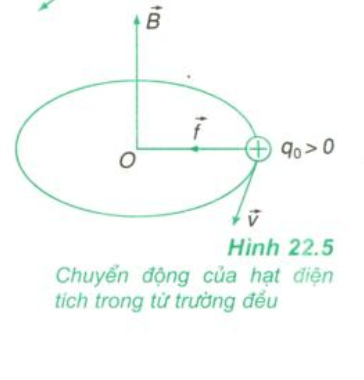 B⃗
f⃗
O
q₀ > 0
v⃗
Hình 22.5
Chuyển động của hạt điện
tích trong từ trường đều